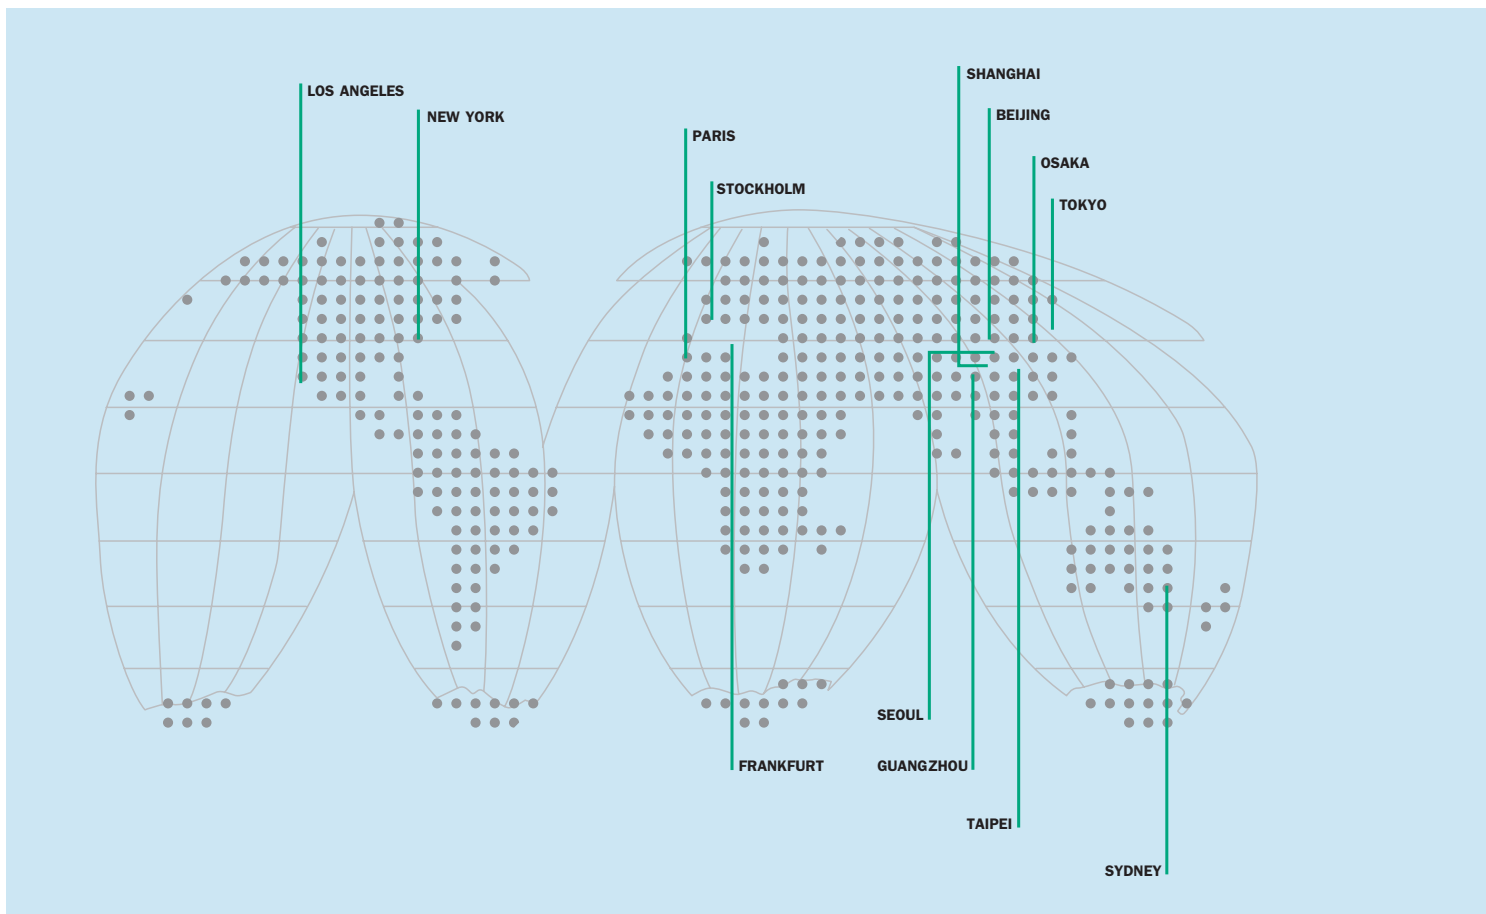 SHANGHAI
LOS ANGELES
BEIJING
NEW YORK
PARIS
OSAKA
STOCKHOLM
TOKYO
SEOUL
FRANKFURT
GUANGZHOU
TAIPEI
SYDNEY